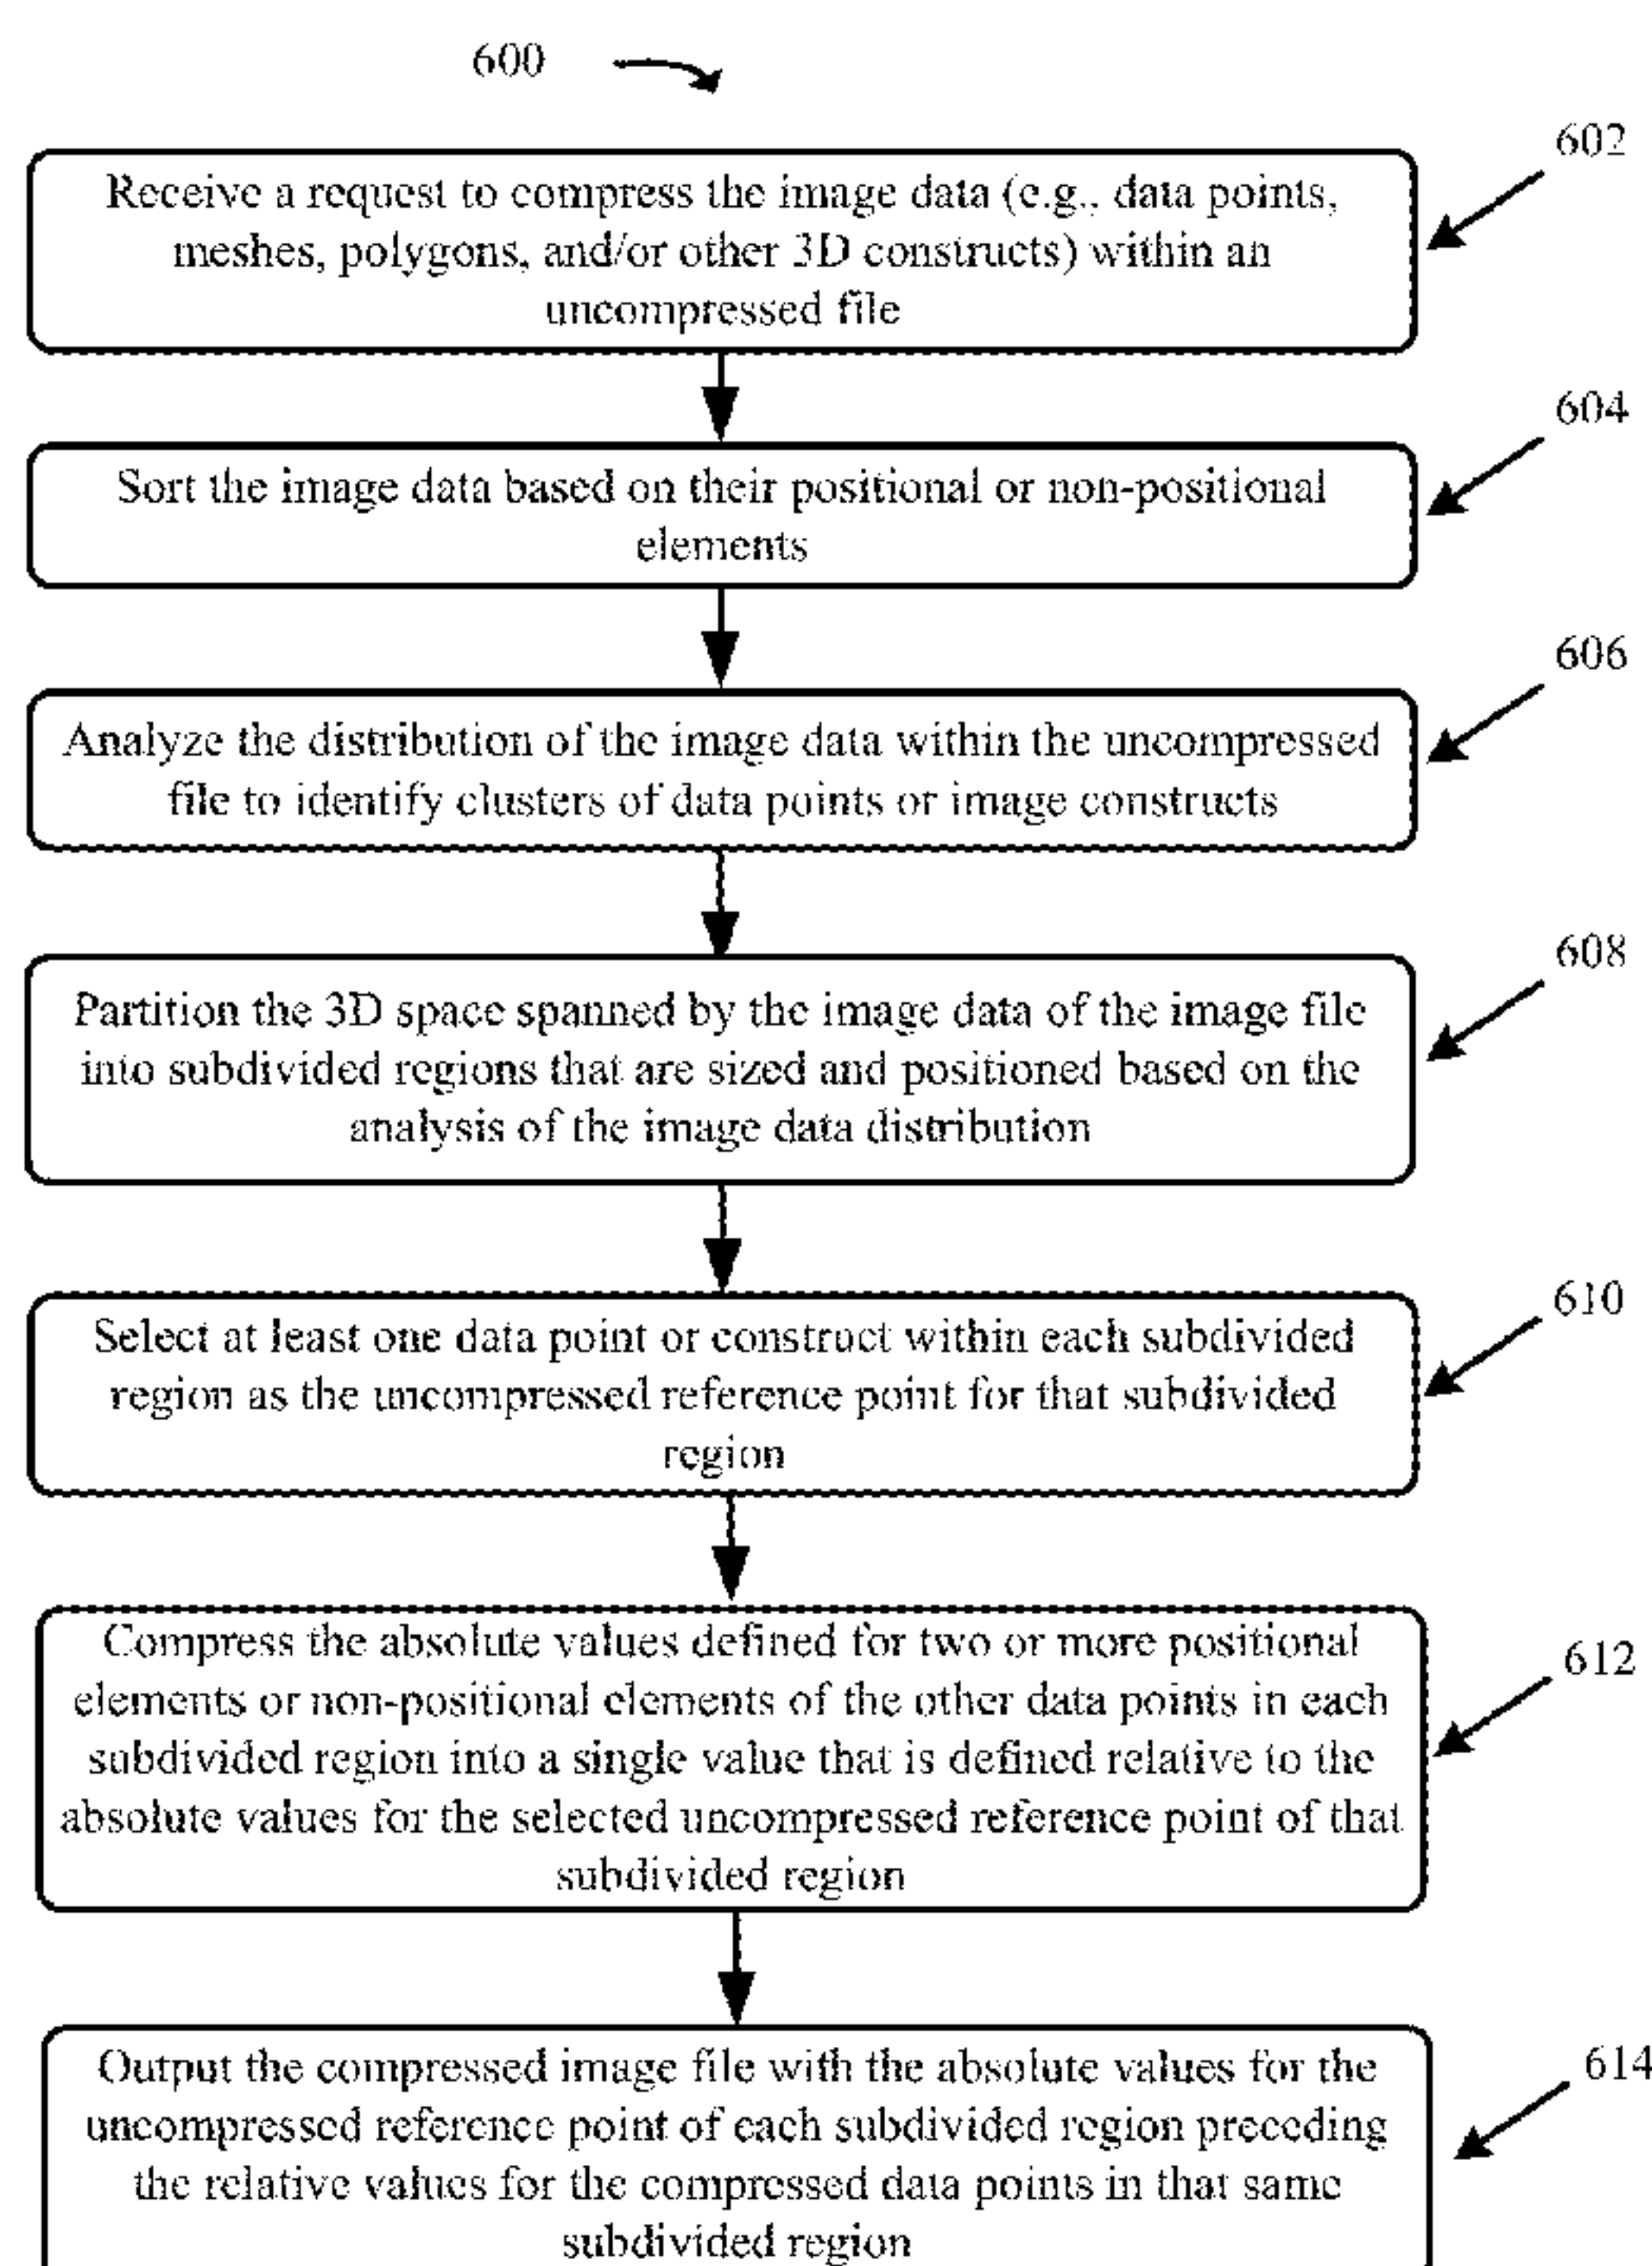 600
602
Receive a request to compress the image data (e.g., data points,
meshes, polygons, and/or other 3D constructs) within an
uncompressed file
604
Sort the image data based on their positional or non-positional
elements
606
Analyze the distribution of the image data within the uncompressed
file to identify clusters of data points or image constructs
608
Partition the 3D space spanned by the image data of the image file
into subdivided regions that are sized and positioned based on the
analysis of the image data distribution
610
Select at least one data point or construct within each subdivided
region as the uncompressed reference point for that subdivided
region
612
Compress the absolute values defined for two or more positional
elements or non-positional elements of the other data points in each
subdivided region into a single value that is defined relative to the
absolute values for the selected uncompressed reference point of that
subdivided region
614
Output the compressed image file with the absolute values for the
uncompressed reference point of each subdivided region preceding
the relative values for the compressed data points in that same
subdivided region